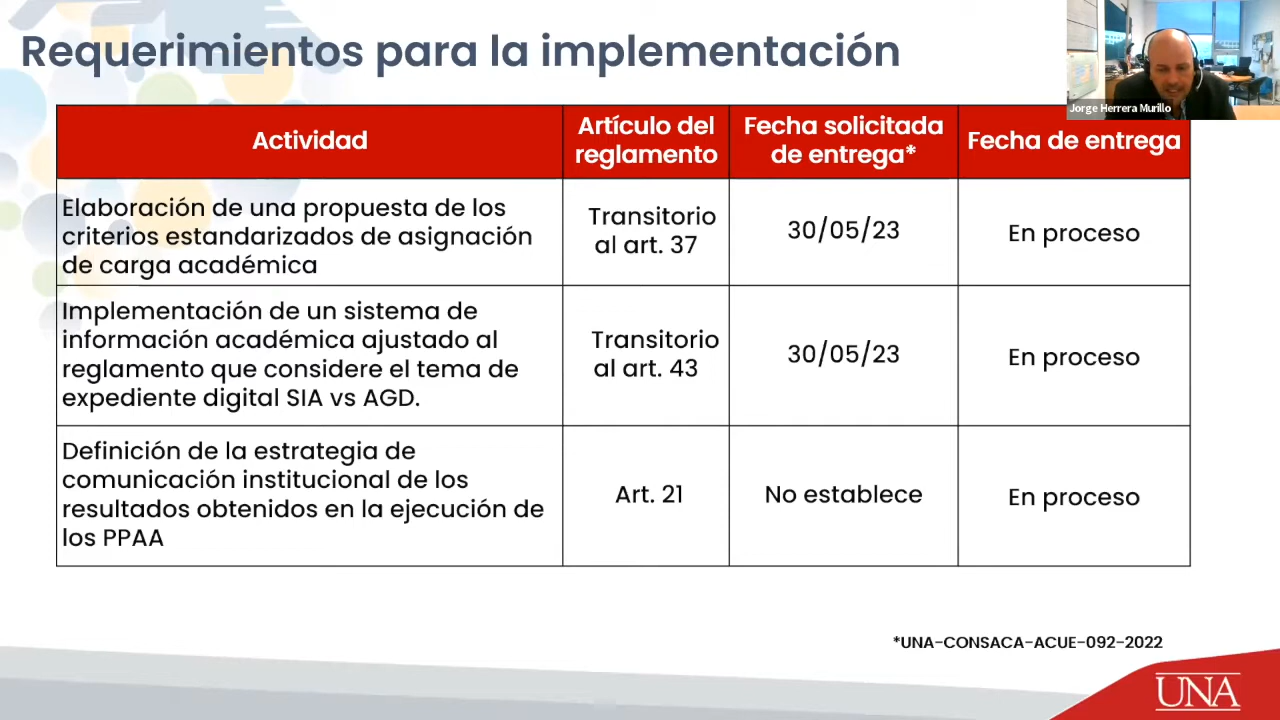 Requerimientos para la implementación
Jorge Herrera Murillo
Actividad
Artículo del
reglamento
Fecha solicitada
de entrega*
Fecha de entrega
Elaboración de una propuesta de los
criterios estandarizados de asignación
de carga académica
Transitorio
al art. 37
30/05/23
En proceso
Implementación de un sistema de
información académica ajustado al
reglamento que considere el tema de
expediente digital SIA vs AGD.
Transitorio
al art. 43
30/05/23
En proceso
Definición de la estrategia de
comunicación institucional de los
resultados obtenidos en la ejecución de
los PPAA
Art. 21
No establece
En proceso
*UNA-CONSACA-ACUE-092-2022
UNA